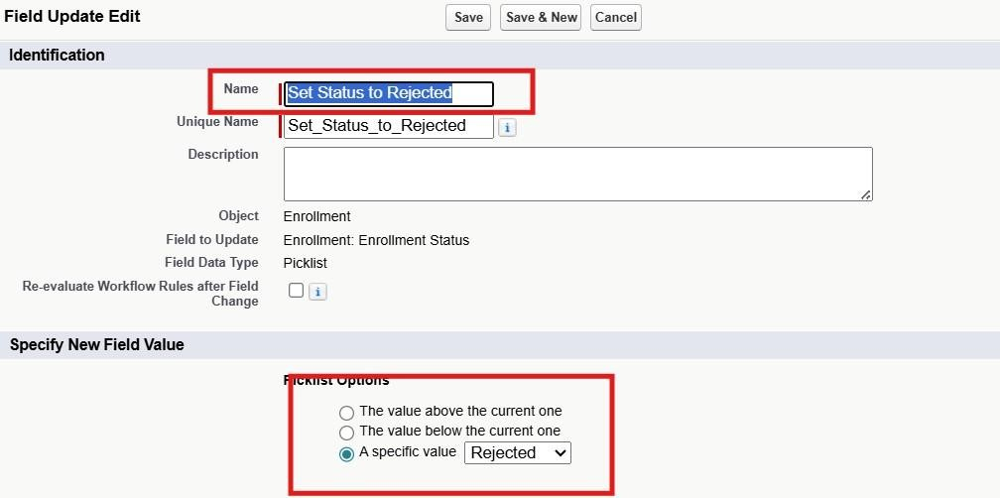 Field Update Edit
Save
Save & New
Cancel
Identification
Name
Set Status to Rejected
Unique Name
Set_Status_to_Rejected
i
Description
Object
Enrollment
Field to Update
Enrollment: Enrollment Status
Field Data Type
Picklist
Re-evaluate Workflow Rules after Field
Change
i
Specify New Field Value
Picklist Options
The value above the current one
The value below the current one
A specific value
Rejected